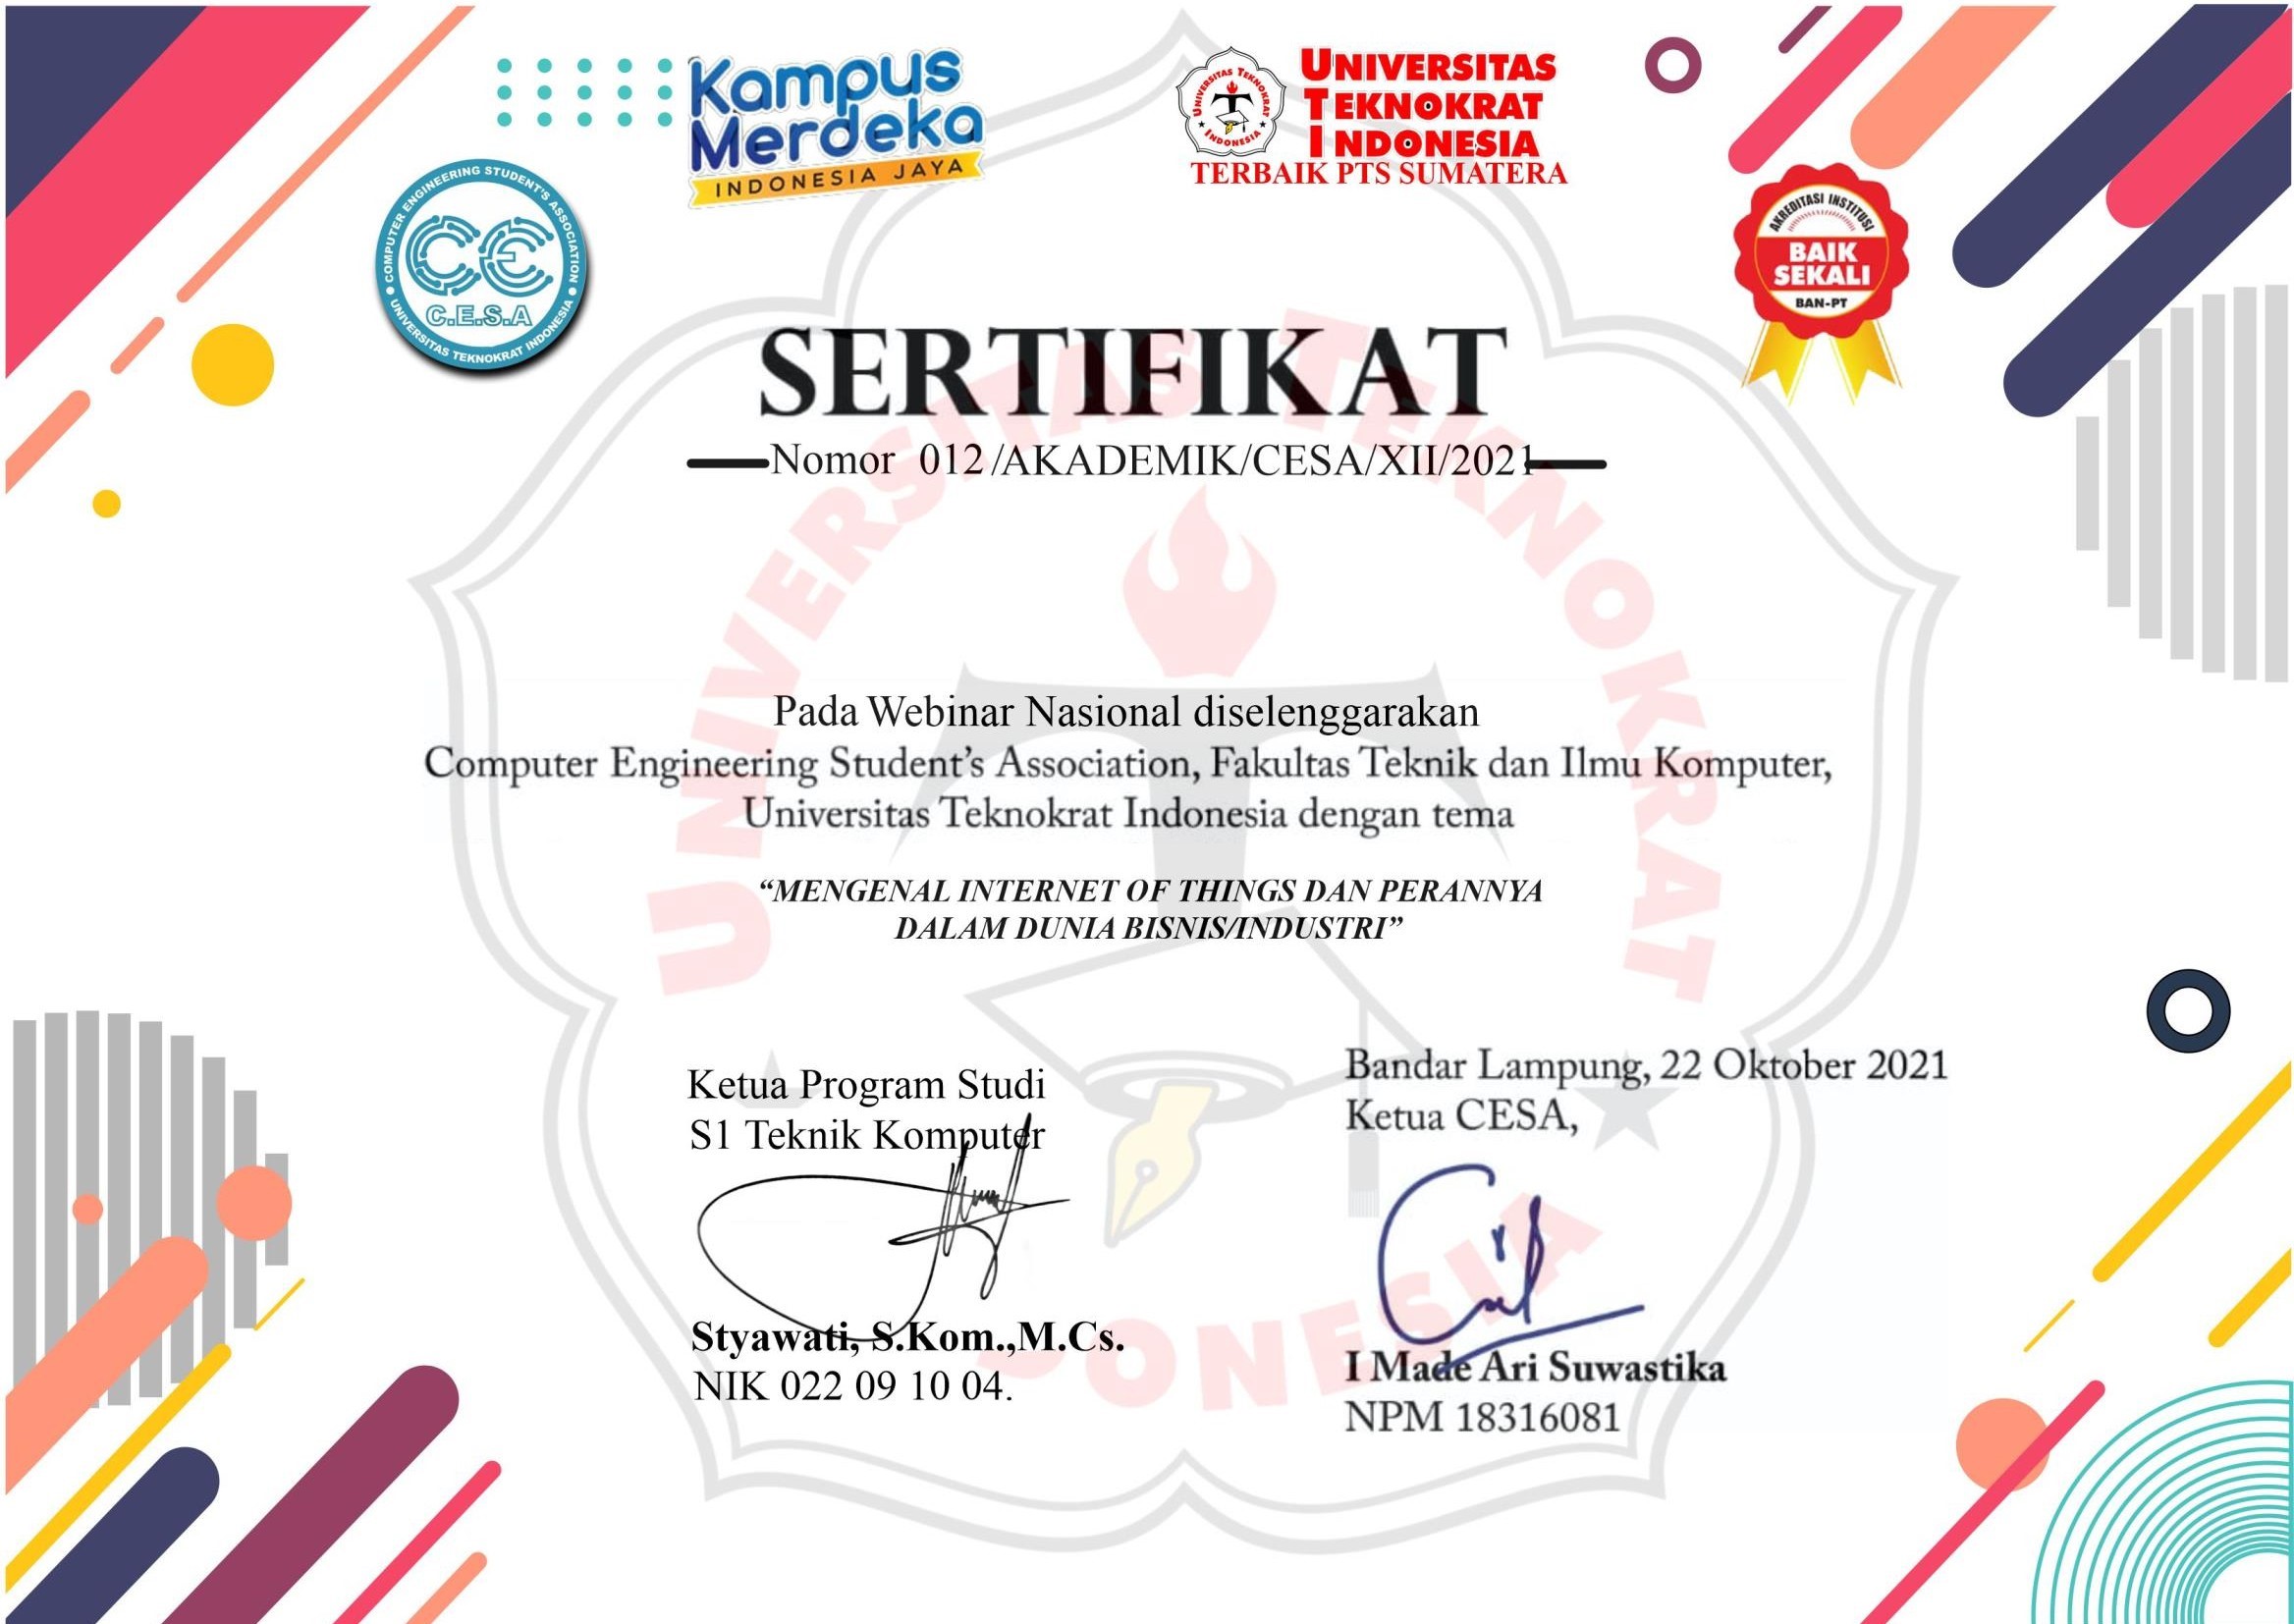 Kampus
Merdeka
INDONESIA JAYA
UNIVERSITAS TEKNOKRAT INDONESIA
UNIVERSITAS
TEKNOKRAT
INDONESIA
TERBAIK PTS SUMATERA
COMPUTER ENGINEERING STUDENT'S ASSOCIATION
CE
C.E.S.A
UNIVERSITAS TEKNOKRAT INDONESIA
AKREDITASI INSTITUSI
BAIK
SEKALI
BAN-PT
SERTIFIKAT
Nomor 012 /AKADEMIK/CESA/XII/2021
Pada Webinar Nasional diselenggarakan
Computer Engineering Student’s Association, Fakultas Teknik dan Ilmu Komputer,
Universitas Teknokrat Indonesia dengan tema
“MENGENAL INTERNET OF THINGS DAN PERANNYA
DALAM DUNIA BISNIS/INDUSTRI”
Ketua Program Studi
S1 Teknik Komputer
Styawati, S.Kom.,M.Cs.
NIK 022 09 10 04.
Bandar Lampung, 22 Oktober 2021
Ketua CESA,
I Made Ari Suwastika
NPM 18316081
UNIVERSITAS TEKNOKRAT
ONESIA